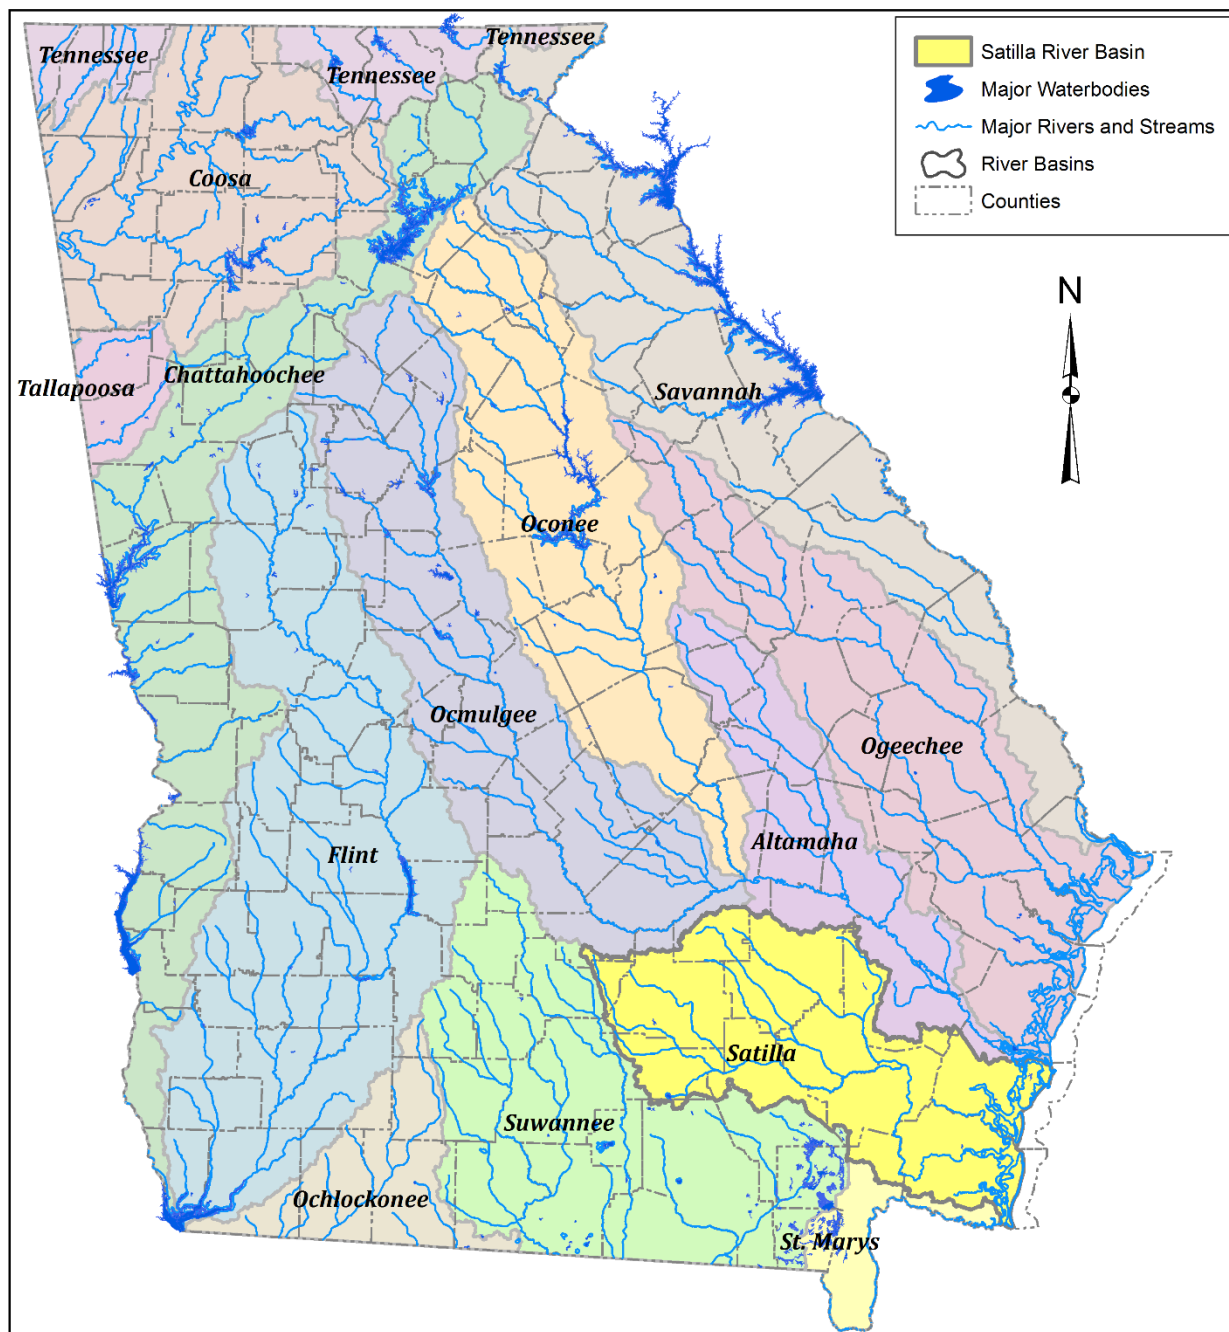 Tennessee
Tennessee
Tennessee
Satilla River Basin
Major Waterbodies
Major Rivers and Streams
River Basins
Counties
Coosa
N
Tallapoosa
Chattahoochee
Savannah
Oconee
Ocmulgee
Ogeechee
Flint
Altamaha
Satilla
Suwannee
Ochlockonee
St. Marys